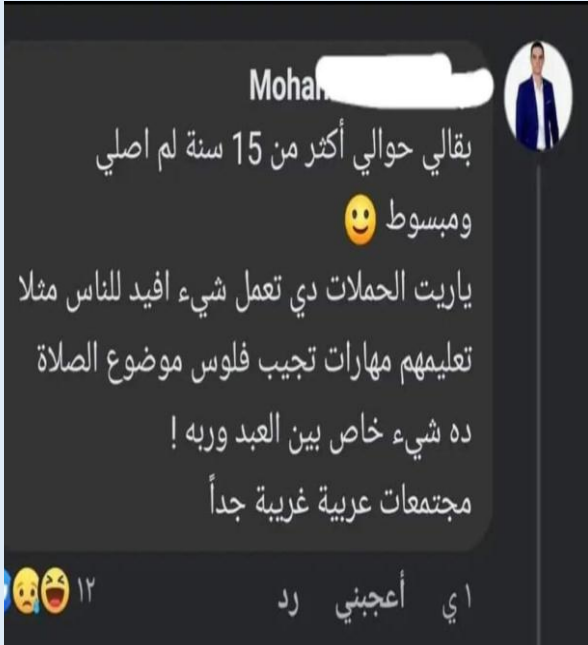 Mohan
بقالي حوالي أكثر من 15 سنة لم اصلي
ومبسوط 🙂
ياريت الحملات دي تعمل شيء افيد للناس مثلا
تعليمهم مهارات تجيب فلوس موضوع الصلاة
ده شيء خاص بين العبد وربه !
مجتمعات عربية غريبة جداً
١ ي أعجبني رد ١٢